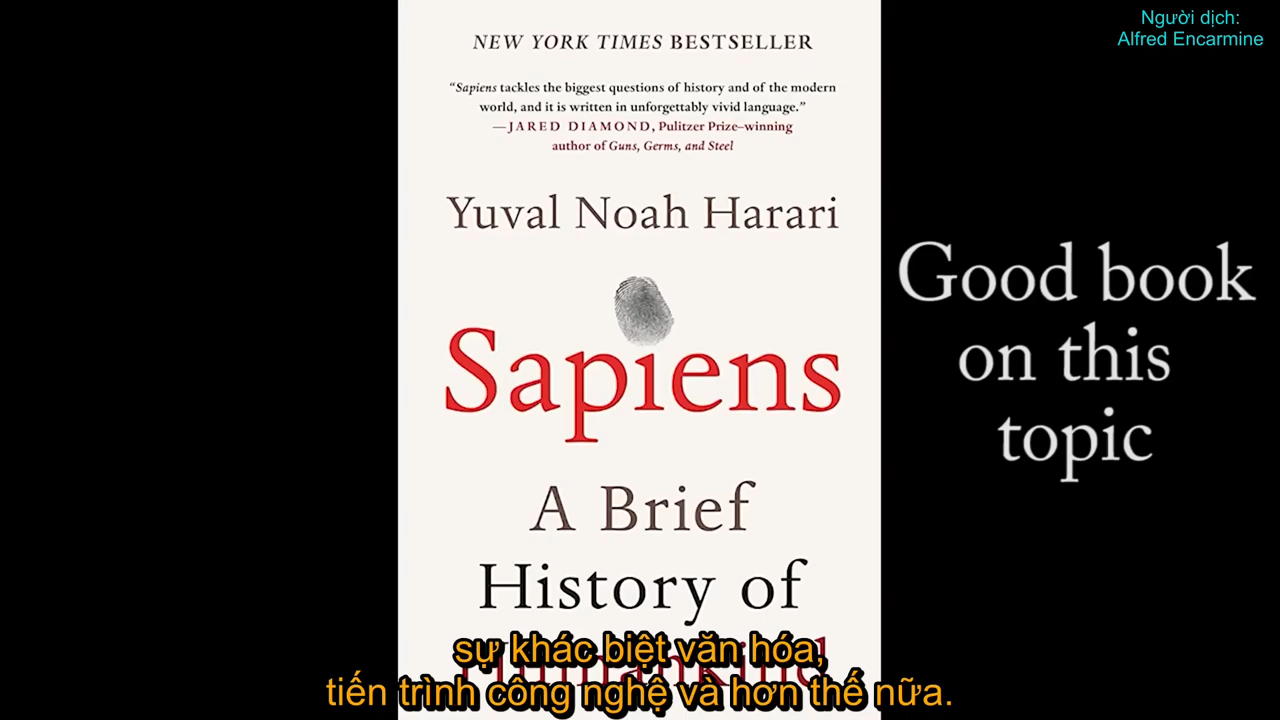 Người dịch:
Alfred Encarmine
NEW YORK TIMES BESTSELLER
“Sapiens tackles the biggest questions of history and of the modern
world, and it is written in unforgettably vivid language.”
—JARED DIAMOND, Pulitzer Prize–winning
author of Guns, Germs, and Steel
Yuval Noah Harari
Sapiens
A Brief
History of
Humankind
Good book
on this
topic
sự khác biệt văn hóa,
tiến trình công nghệ và hơn thế nữa.